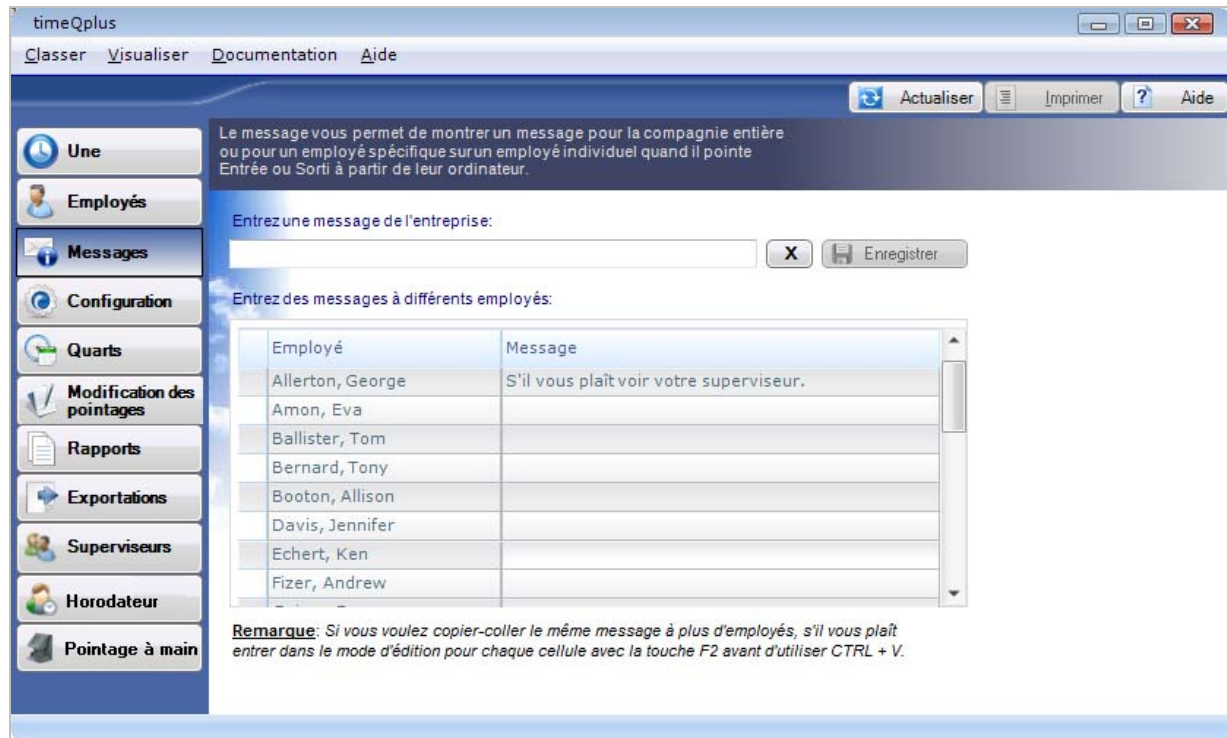 timeQplus
Classer Visualiser Documentation Aide
Actualiser Imprimer Aide
Le message vous permet de montrer un message pour la compagnie entière
ou pour un employé spécifique surun employé individuel quand il pointe
Entrée ou Sorti à partir de leur ordinateur.
Une
Employés
Messages
Configuration
Quarts
Modification des
pointages
Rapports
Exportations
Superviseurs
Horodateur
Pointage à main
Entrez une message de l'entreprise:
X Enregistrer
Entrez des messages à différents employés:
Employé Message
Allerton, George S'il vous plaît voir votre superviseur.
Amon, Eva
Ballister, Tom
Bernard, Tony
Booton, Allison
Davis, Jennifer
Echert, Ken
Fizer, Andrew
Remarque: Si vous voulez copier-coller le même message à plus d'employés, s'il vous plaît
entrer dans le mode d'édition pour chaque cellule avec la touche F2 avant d'utiliser CTRL + V.